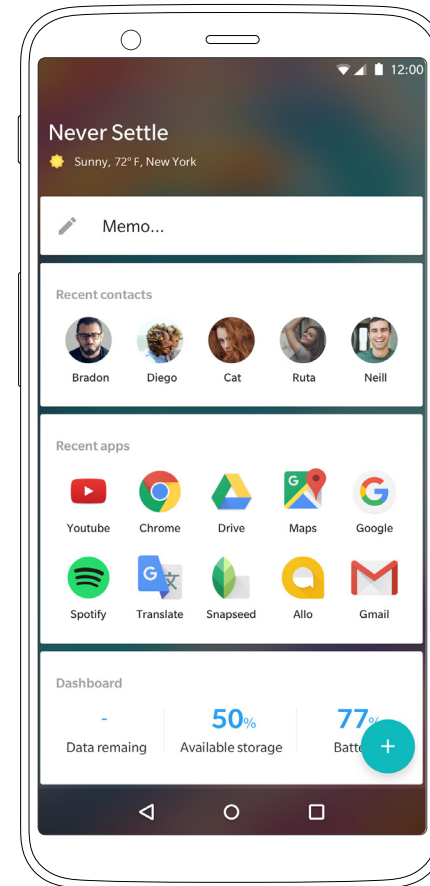 12:00
Never Settle
Sunny, 72° F, New York
Memo...
Recent contacts
Bradon Diego Cat Ruta Neill
Recent apps
G
G
Youtube Chrome Drive Maps Google
G 文
Spotify Translate Snapseed Allo Gmail
Dashboard
- 50% 77%
Data remaing Available storage Batte
+